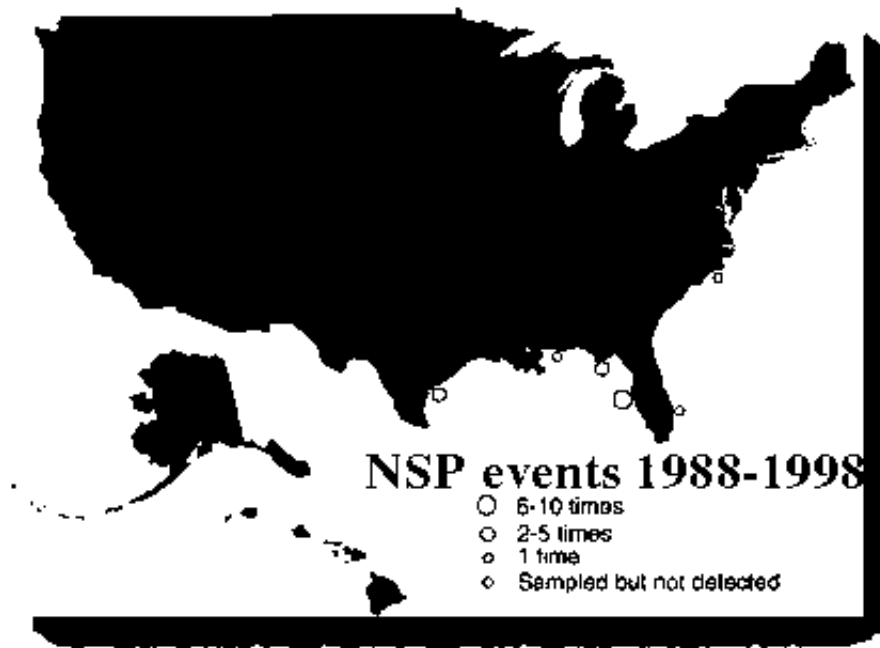 NSP events 1988-1998
6-10 times
2-5 times
1 time
Sampled but not detected